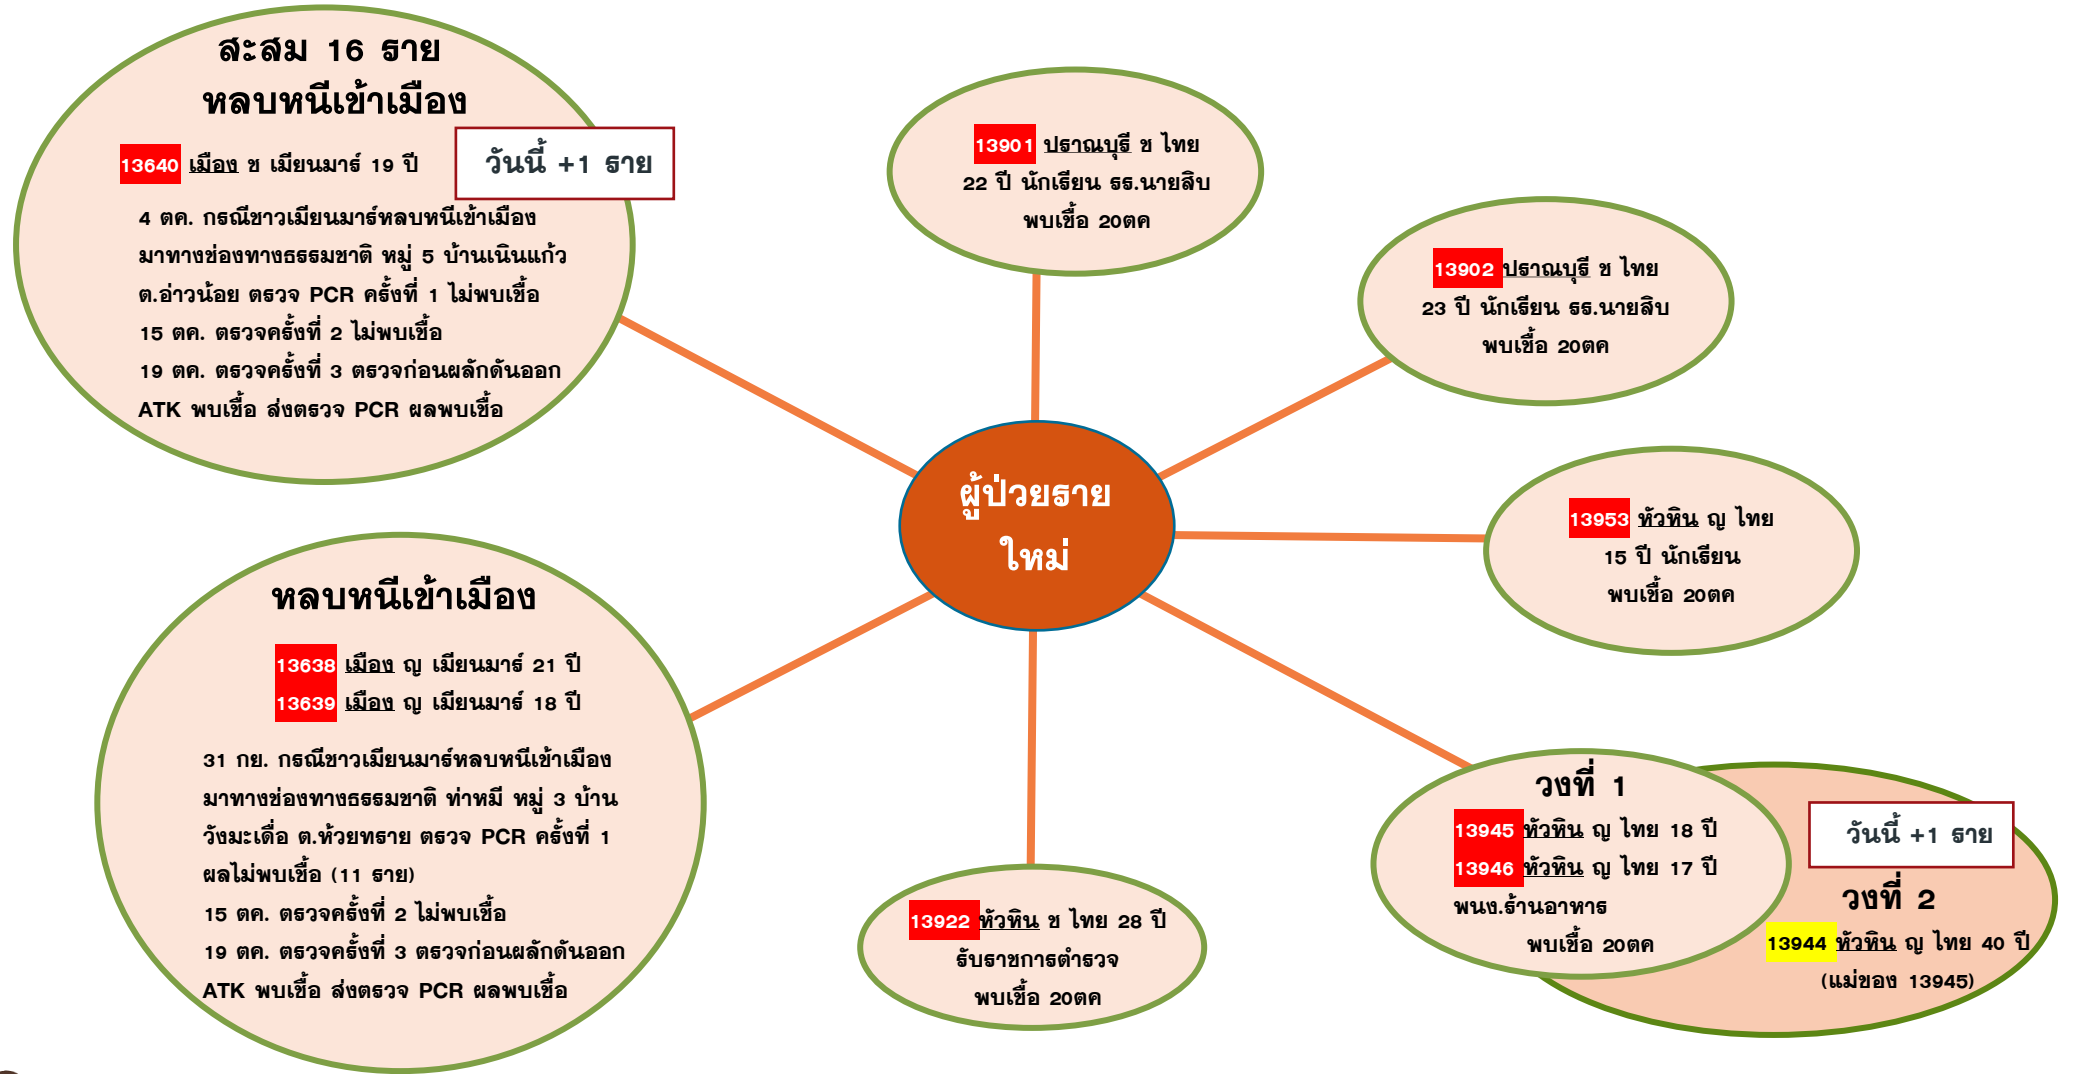 สะสม 16 ราย
หลบหนีเข้าเมือง
13640 เมือง ช เมียนมาร์ 19 ปี
วันนี้ +1 ราย
4 ตค. กรณีชาวเมียนมาร์หลบหนีเข้าเมือง
มาทางช่องทางธรรมชาติ หมู่ 5 บ้านเนินแก้ว
ต.อ่าวน้อย ตรวจ PCR ครั้งที่ 1 ไม่พบเชื้อ
15 ตค. ตรวจครั้งที่ 2 ไม่พบเชื้อ
19 ตค. ตรวจครั้งที่ 3 ตรวจก่อนผลักดันออก
ATK พบเชื้อ ส่งตรวจ PCR ผลพบเชื้อ
13901 ปราณบุรี ช ไทย
22 ปี นักเรียน รร.นายสิบ
พบเชื้อ 20ตค
13902 ปราณบุรี ช ไทย
23 ปี นักเรียน รร.นายสิบ
พบเชื้อ 20ตค
ผู้ป่วยราย
ใหม่
13953 หัวหิน ญ ไทย
15 ปี นักเรียน
พบเชื้อ 20ตค
หลบหนีเข้าเมือง
13638 เมือง ญ เมียนมาร์ 21 ปี
13639 เมือง ญ เมียนมาร์ 18 ปี
31 กย. กรณีชาวเมียนมาร์หลบหนีเข้าเมือง
มาทางช่องทางธรรมชาติ ท่าหมี หมู่ 3 บ้าน
วังมะเดื่อ ต.ห้วยทราย ตรวจ PCR ครั้งที่ 1
ผลไม่พบเชื้อ (11 ราย)
15 ตค. ตรวจครั้งที่ 2 ไม่พบเชื้อ
19 ตค. ตรวจครั้งที่ 3 ตรวจก่อนผลักดันออก
ATK พบเชื้อ ส่งตรวจ PCR ผลพบเชื้อ
13922 หัวหิน ช ไทย 28 ปี
รับราชการตำรวจ
พบเชื้อ 20ตค
วงที่ 1
13945 หัวหิน ญ ไทย 18 ปี
13946 หัวหิน ญ ไทย 17 ปี
พนง.ร้านอาหาร
พบเชื้อ 20ตค
วันนี้ +1 ราย
วงที่ 2
13944 หัวหิน ญ ไทย 40 ปี
(แม่ของ 13945)